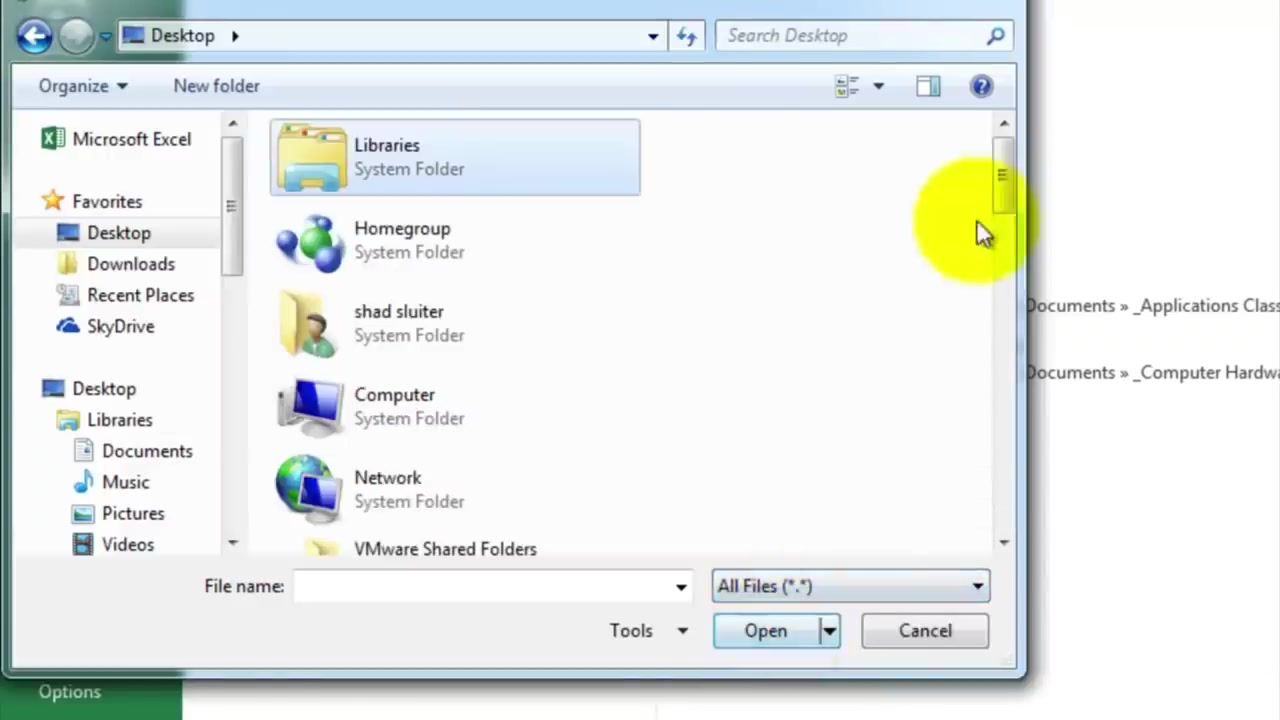 Desktop
Search Desktop
Organize
New folder
Microsoft Excel
Favorites
Desktop
Downloads
Recent Places
SkyDrive
Desktop
Libraries
Documents
Music
Pictures
Videos
Libraries
System Folder
Homegroup
System Folder
shad sluiter
System Folder
Computer
System Folder
Network
System Folder
VMware Shared Folders
Documents » _Applications Class
Documents » _Computer
File name:
All Files (*.*)
Tools
Open
Cancel
Options